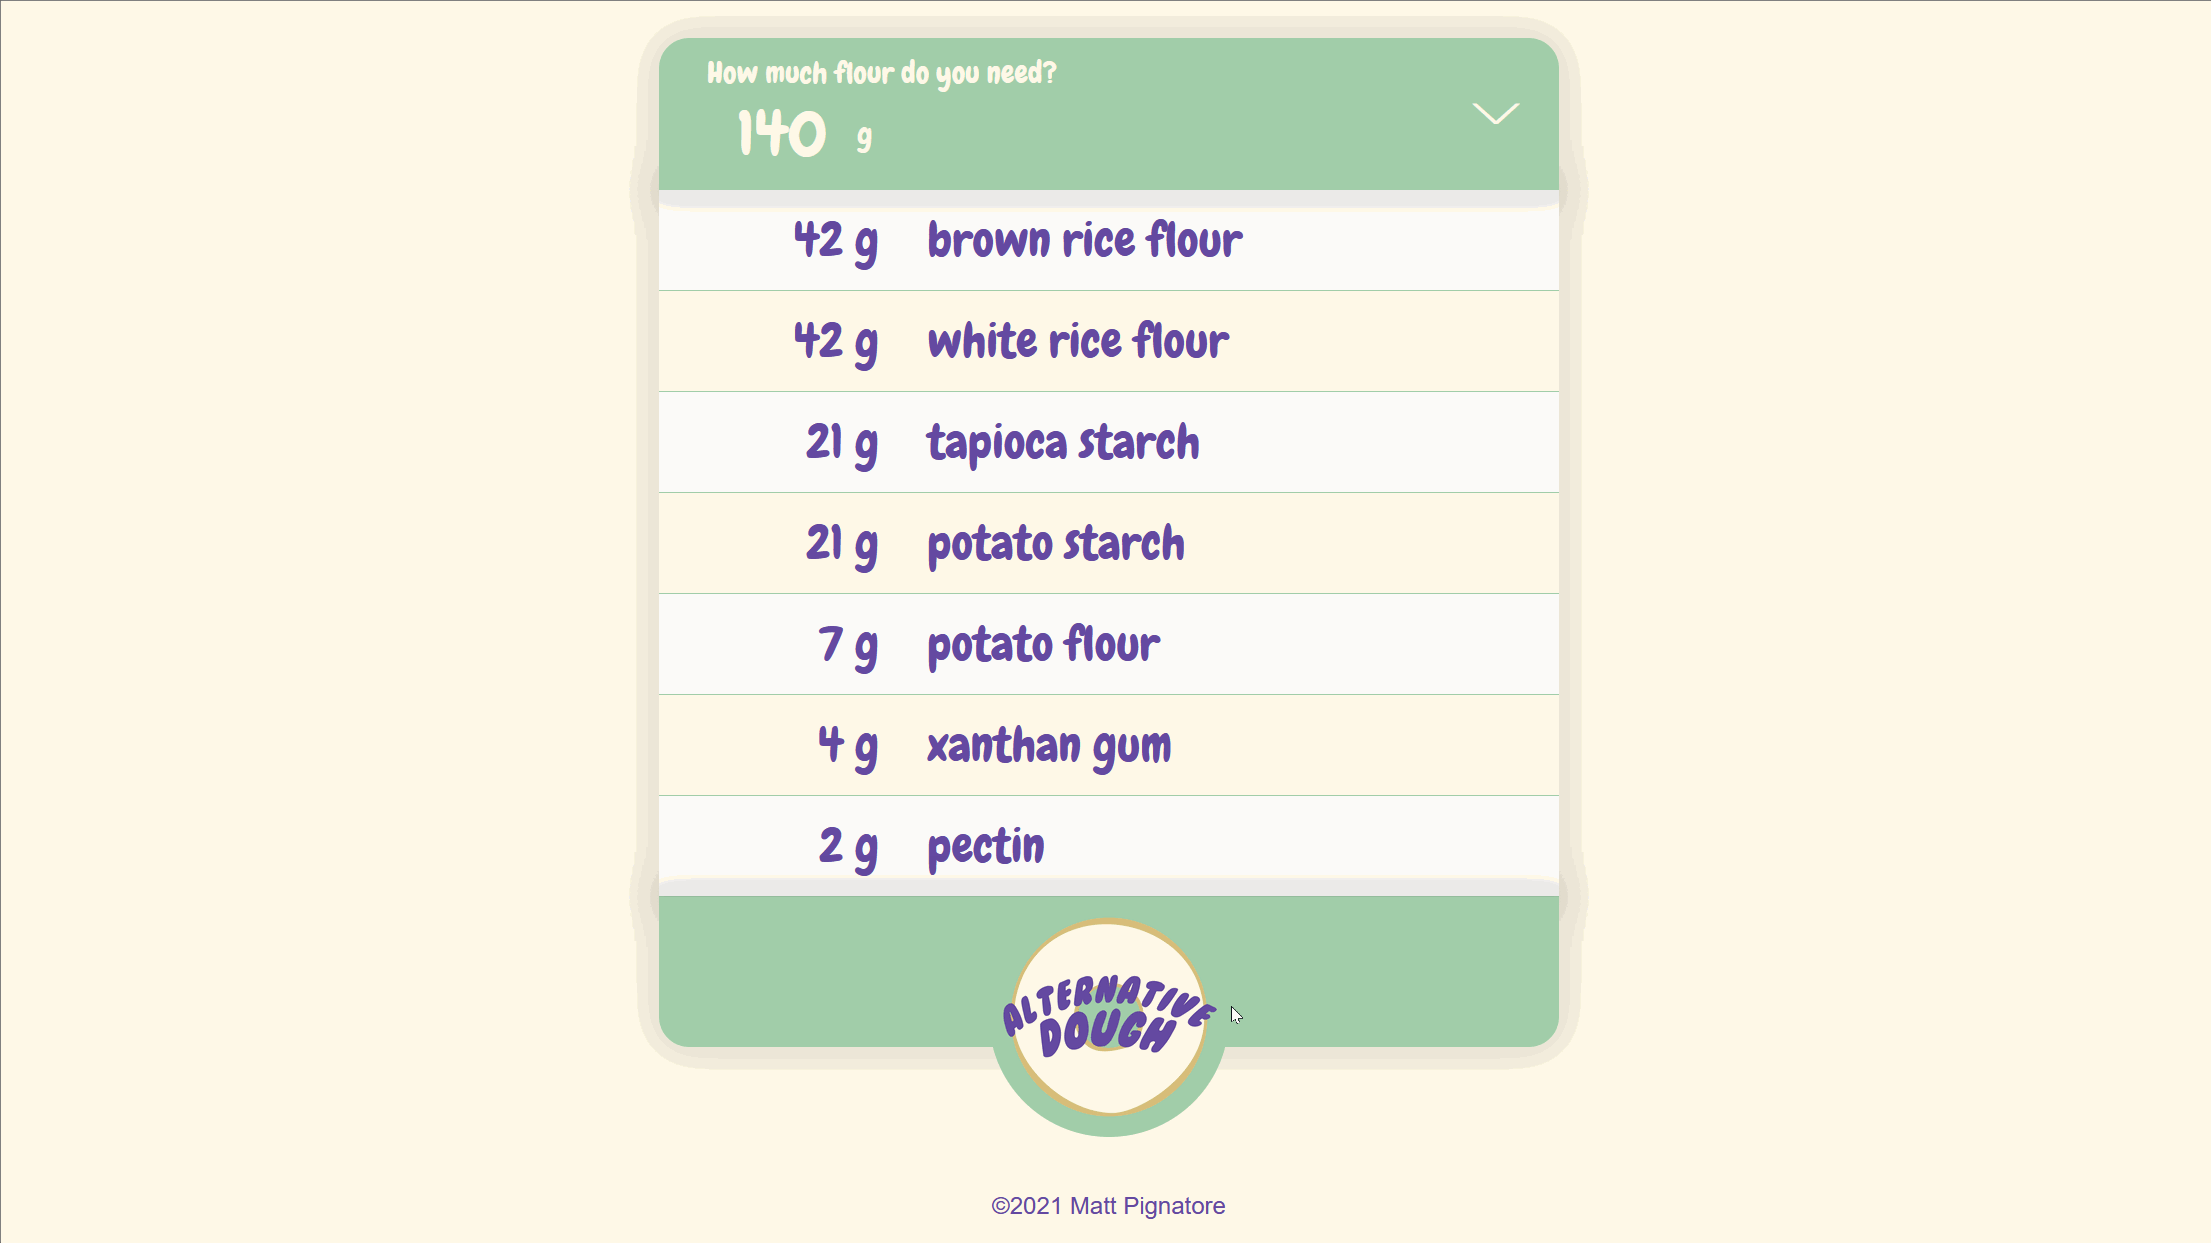 How much flour do you need?
140 g
42 g brown rice flour
42 g white rice flour
21 g tapioca starch
21 g potato starch
7 g potato flour
4 g xanthan gum
2 g pectin
ALTERNATIVE
DOUGH
©2021 Matt Pignatore